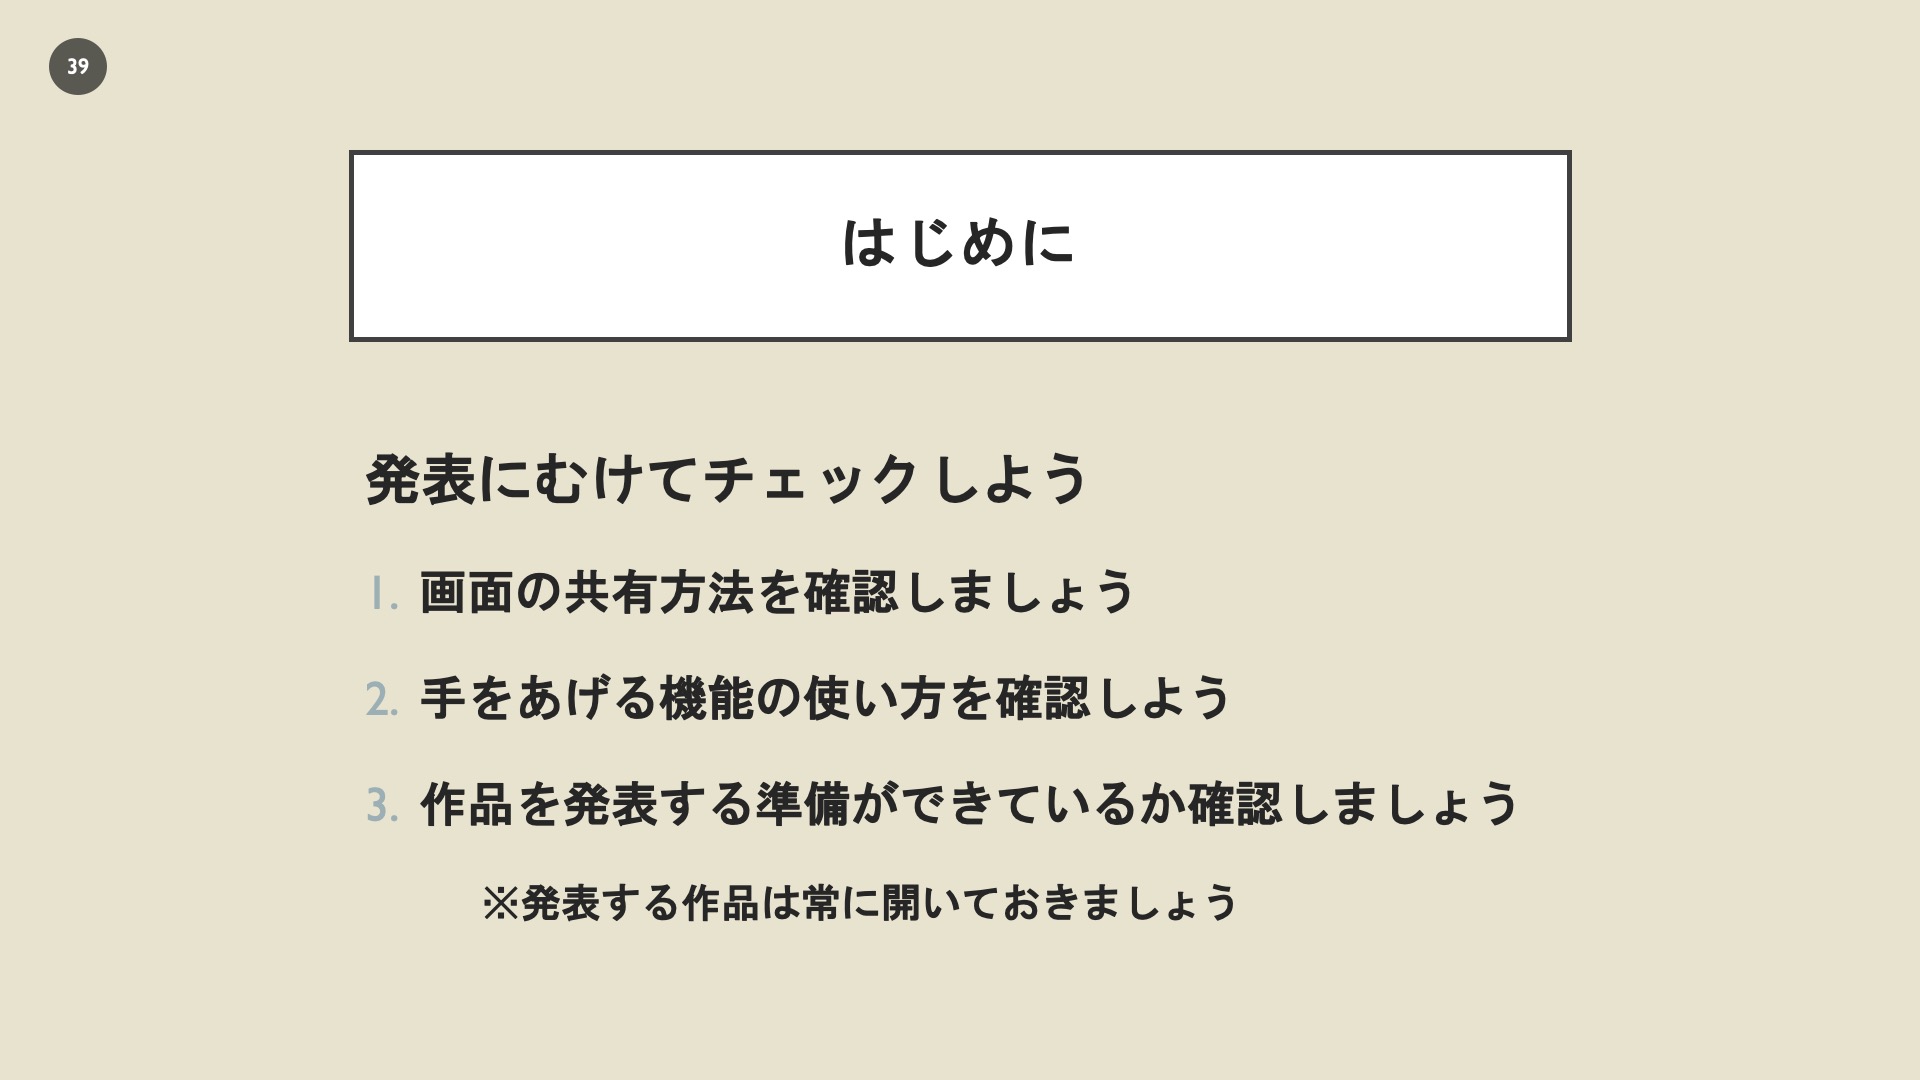 39
はじめに
発表にむけてチェックしよう
1. 画面の共有方法を確認しましょう
2. 手をあげる機能の使い方を確認しよう
3. 作品を発表する準備ができているか確認しましょう
※発表する作品は常に開いておきましょう